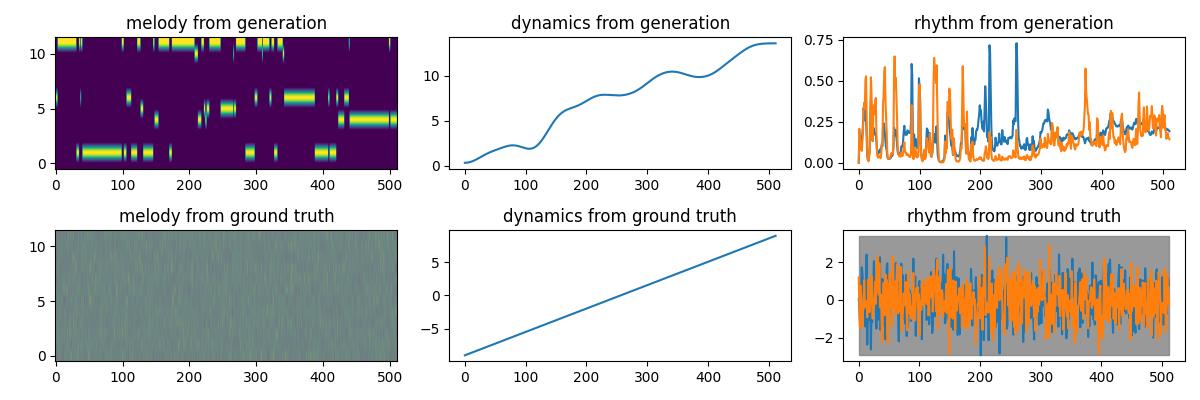 melody from generation
dynamics from generation
rhythm from generation
10
5
0
0 100 200 300 400 500
10
5
0
0 100 200 300 400 500
0.75
0.50
0.25
0.00
0 100 200 300 400 500
melody from ground truth
dynamics from ground truth
rhythm from ground truth
10
5
0
0 100 200 300 400 500
5
0
−5
0 100 200 300 400 500
2
0
−2
0 100 200 300 400 500